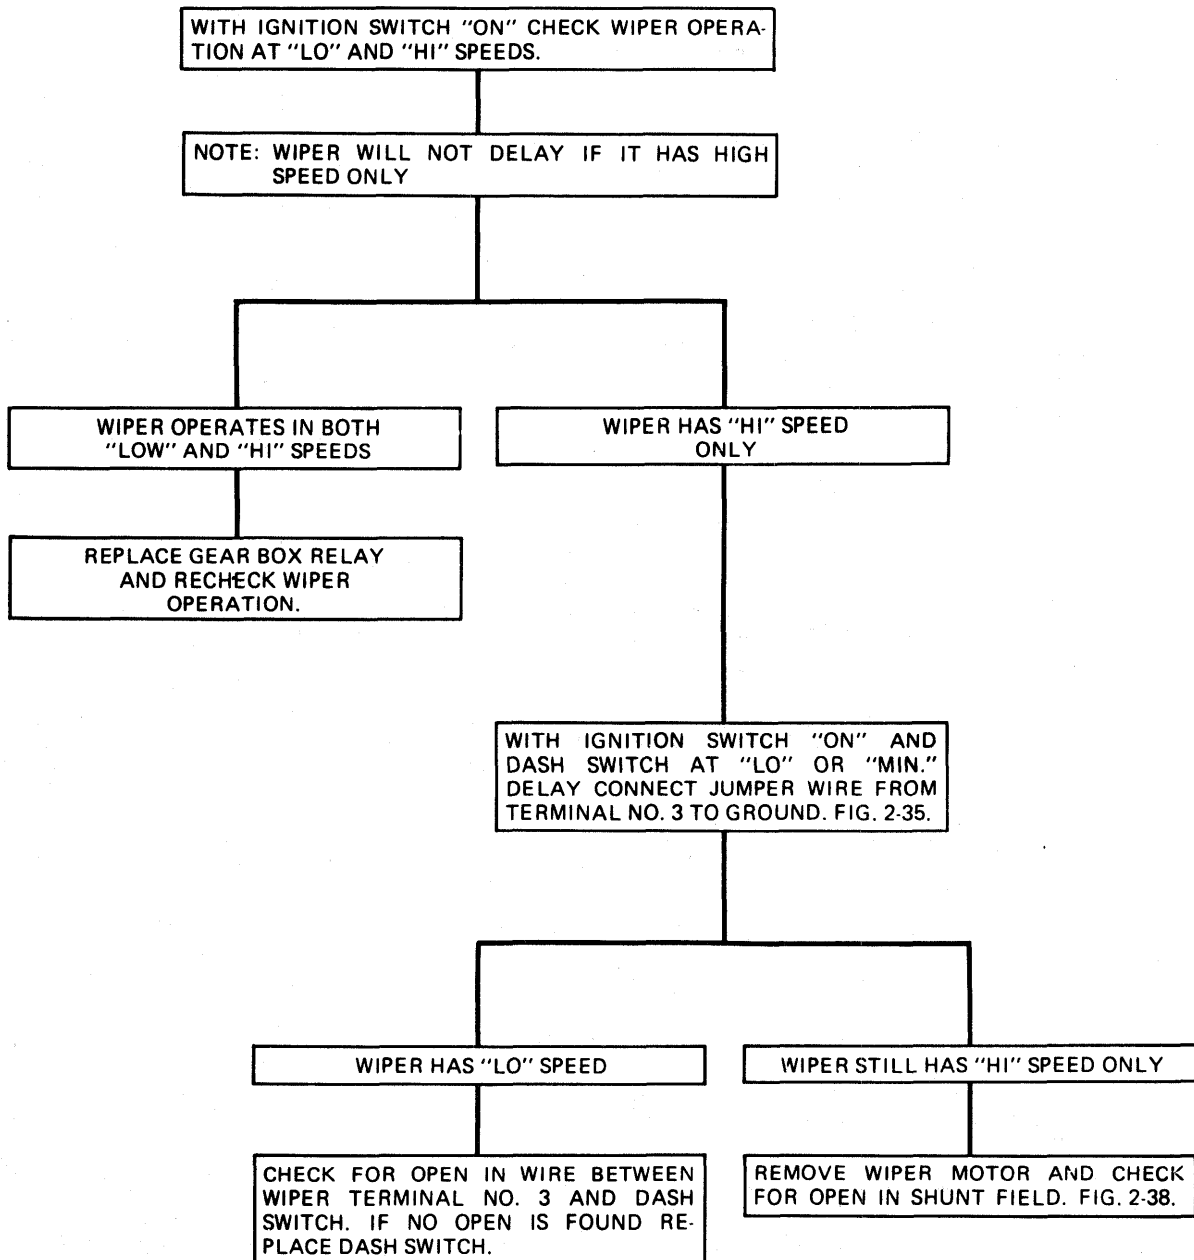 WITH IGNITION SWITCH "ON" CHECK WIPER OPERA-
TION AT "LO" AND "HI" SPEEDS.
NOTE: WIPER WILL NOT DELAY IF IT HAS HIGH
SPEED ONLY
WIPER OPERATES IN BOTH
"LOW" AND "HI" SPEEDS
WIPER HAS "HI" SPEED
ONLY
REPLACE GEAR BOX RELAY
AND RECHECK WIPER
OPERATION.
WITH IGNITION SWITCH "ON" AND
DASH SWITCH AT "LO" OR "MIN."
DELAY CONNECT JUMPER WIRE FROM
TERMINAL NO. 3 TO GROUND. FIG. 2-35.
WIPER HAS "LO" SPEED
WIPER STILL HAS "HI" SPEED ONLY
CHECK FOR OPEN IN WIRE BETWEEN
WIPER TERMINAL NO. 3 AND DASH
SWITCH. IF NO OPEN IS FOUND RE-
PLACE DASH SWITCH.
REMOVE WIPER MOTOR AND CHECK
FOR OPEN IN SHUNT FIELD. FIG. 2-38.